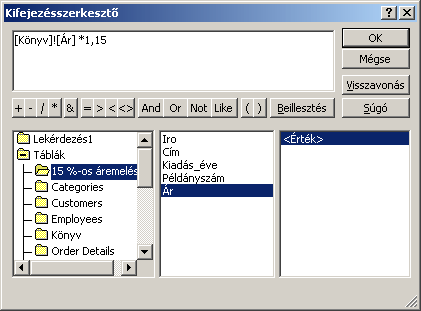 Kifejezésszerkesztő
[Könyv]![Ár] *1,15
OK
Mégse
Visszavonás
+ - / * & = > < <> And Or Not Like ( ) Beillesztés Súgó
Lekérdezés1
Táblák
15 %-os áremelés
Categories
Customers
Employees
Könyv
Order Details
Iro
Cím
Kiadás_éve
Példányszám
Ár
<Érték>